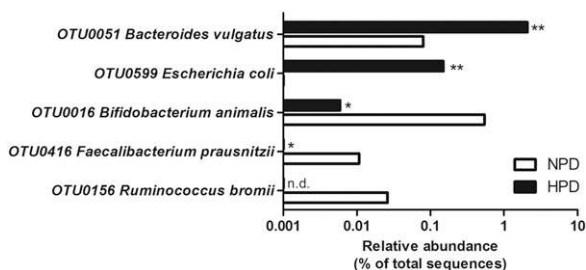 OTU0051 Bacteroides vulgatus
**
OTU0599 Escherichia coli
**
OTU0016 Bifidobacterium animalis
*
OTU0416 Faecalibacterium prausnitzii
*
NPD
HPD
OTU0156 Ruminococcus bromii
n.d.
0.001 0.01 0.1 1 10
Relative abundance
(% of total sequences)